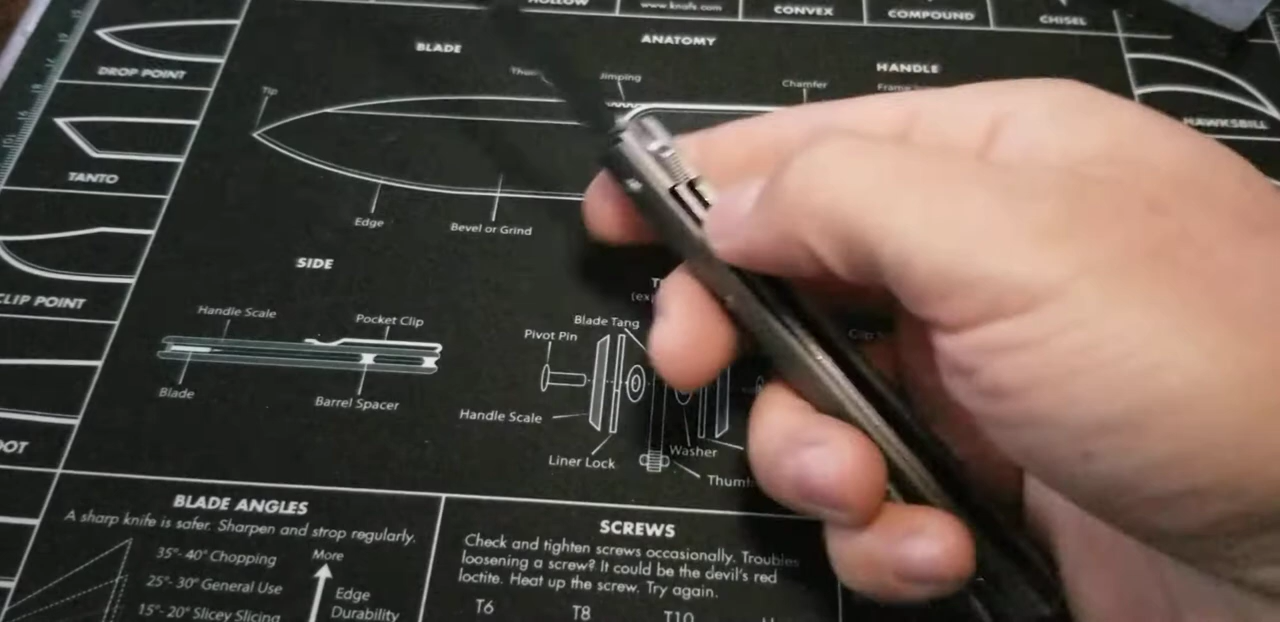 HOLLOW
www.knafs.com
CONVEX
COMPOUND
CHISEL
DROP POINT
TANTO
CLIP POINT
HAWKSBILL
ANATOMY
BLADE
HANDLE
Tip
Jimping
Chamfer
Edge
Bevel or Grind
SIDE
Handle Scale
Pocket Clip
Blade
Barrel Spacer
Blade Tang
Pivot Pin
Handle Scale
Liner Lock
Washer
BLADE ANGLES
A sharp knife is safer. Sharpen and strop regularly.
35°- 40° Chopping
25°- 30° General Use
15°- 20° Slicey Slicing
More
Edge
Durability
SCREWS
Check and tighten screws occasionally. Troubles
loosening a screw? It could be the devil's red
loctite. Heat up the screw. Try again.
T6
T8
T10